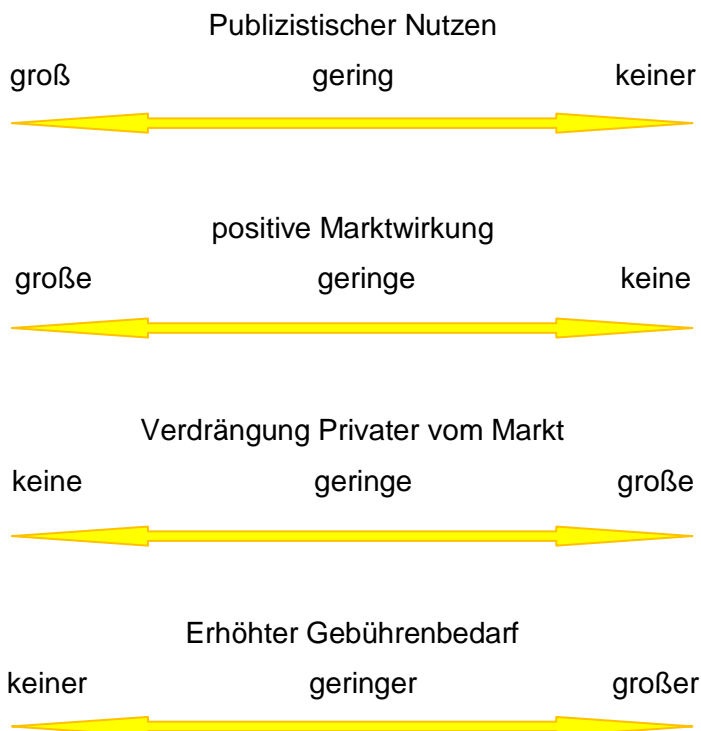 Publizistischer Nutzen
groß gering keiner
positive Marktwirkung
große geringe keine
Verdrängung Privater vom Markt
keine geringe große
Erhöhter Gebührenbedarf
keiner geringer großer